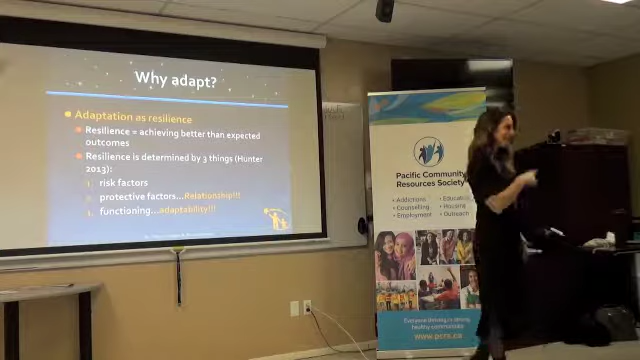 Why adapt?
Adaptation as resilience
Resilience = achieving better than expected
outcomes
Resilience is determined by 3 things (Hunter
2013):
1. risk factors
2. protective factors...Relationship!!!
3. functioning...adaptability!!!
Pacific Community
Resources Society
• Addictions
• Counselling
• Employment
• Education
• Housing
• Outreach
healthy communities
www.pcrs.ca